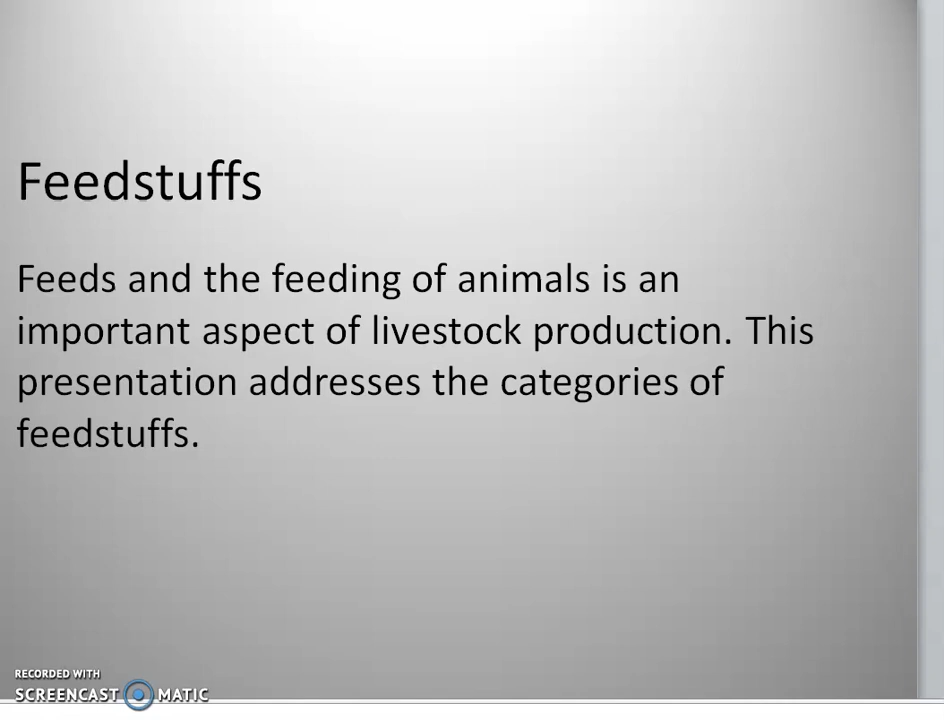 Feedstuffs
Feeds and the feeding of animals is an
important aspect of livestock production. This
presentation addresses the categories of
feedstuffs.
RECORDED WITH
SCREENCAST MATIC